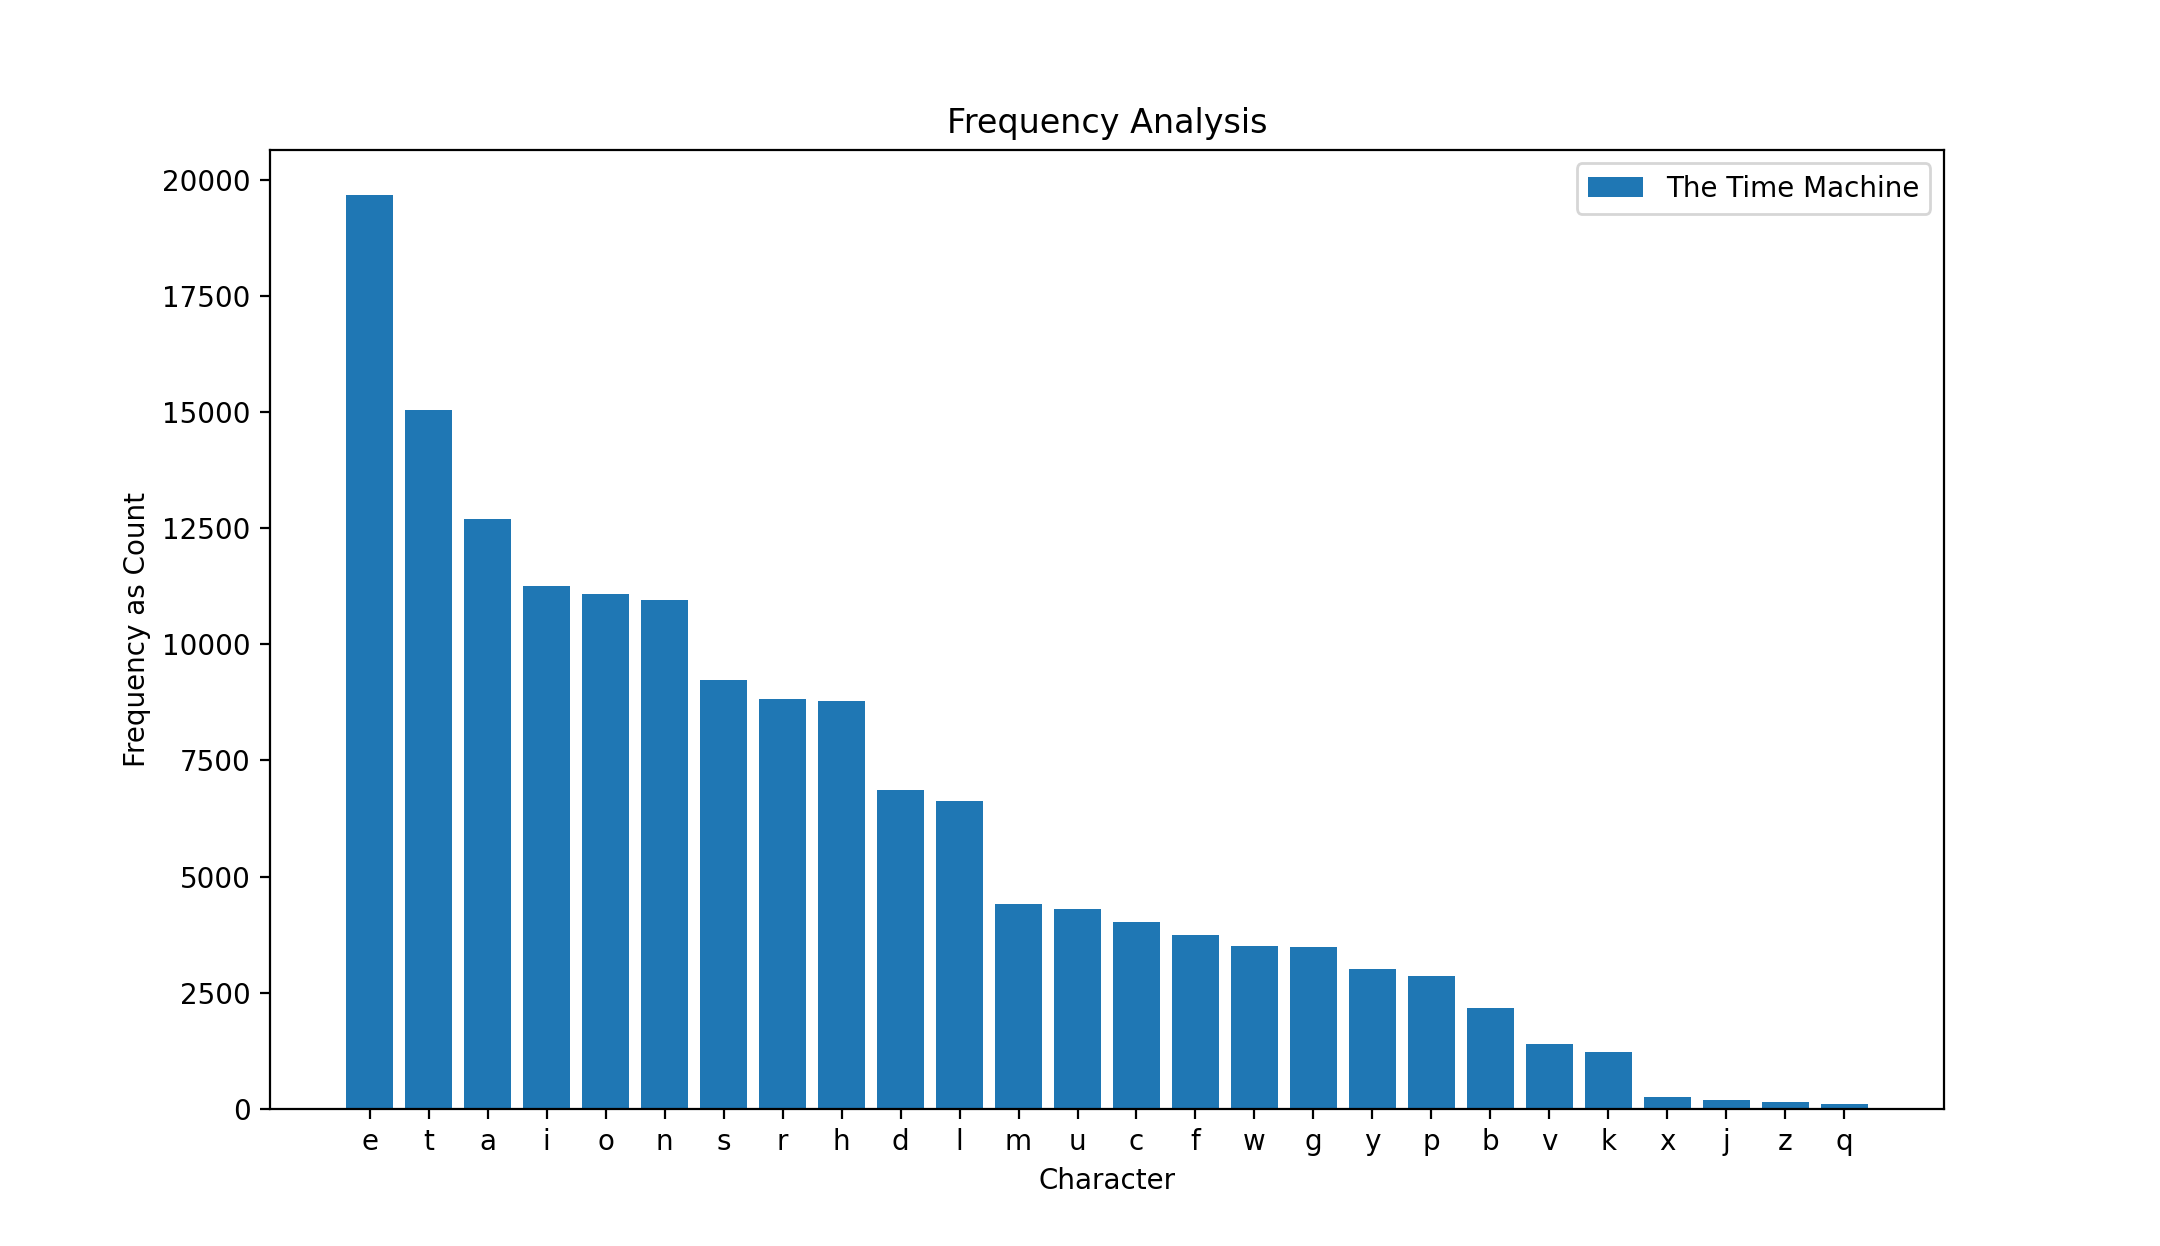 Frequency Analysis
The Time Machine
20000
17500
15000
12500
10000
7500
5000
2500
0
Frequency as Count
e t a i o n s r h d l m u c f w g y p b v k x j z q
Character